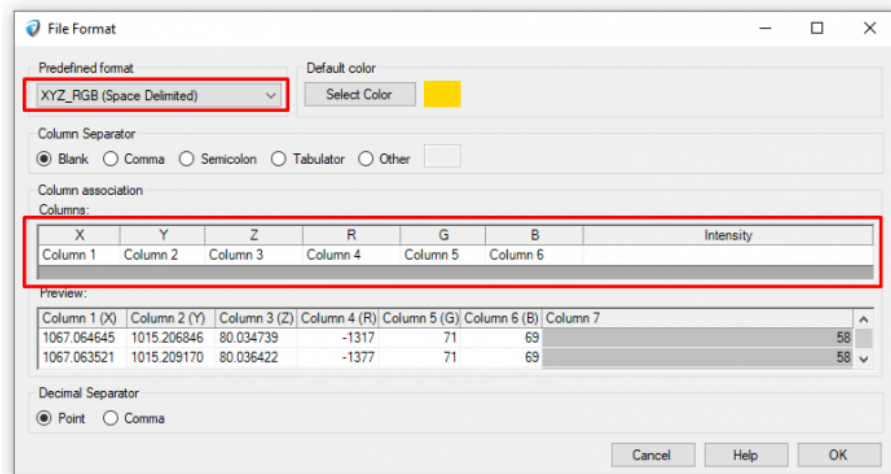 File Format
Predefined format
Default color
XYZ_RGB (Space Delimited)
Select Color
Column Separator
Blank Comma Semicolon Tabulator Other
Column association
Columns:
X Y Z R G B Intensity
Column 1 Column 2 Column 3 Column 4 Column 5 Column 6
Preview:
Column 1 (X) Column 2 (Y) Column 3 (Z) Column 4 (R) Column 5 (G) Column 6 (B) Column 7
1067.064645 1015.206846 80.034739 -1317 71 69 58
1067.063521 1015.209170 80.036422 -1377 71 69 58
Decimal Separator
Point Comma
Cancel Help OK